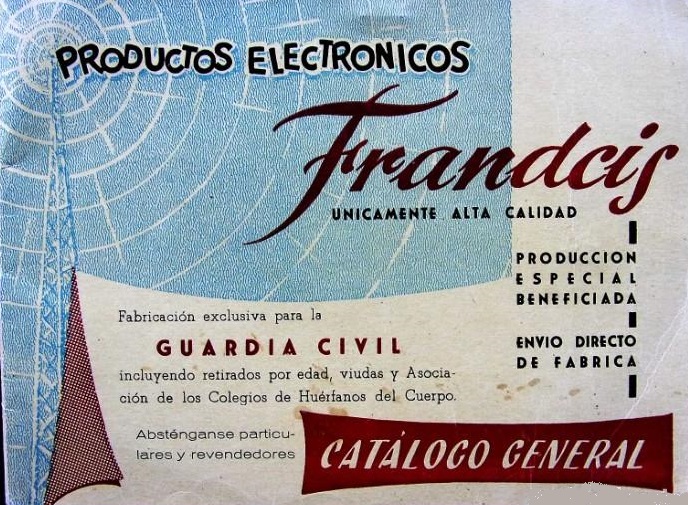 PRODUCTOS ELECTRONICOS
Frandcis
UNICAMENTE ALTA CALIDAD
PRODUCCION
ESPECIAL
BENEFICIADA
ENVIO DIRECTO
DE FABRICA
Fabricación exclusiva para la
GUARDIA CIVIL
incluyendo retirados por edad, viudas y Asocia-
ción de los Colegios de Huérfanos del Cuerpo.
Absténganse particu-
lares y revendedores
CATÁLOGO GENERAL